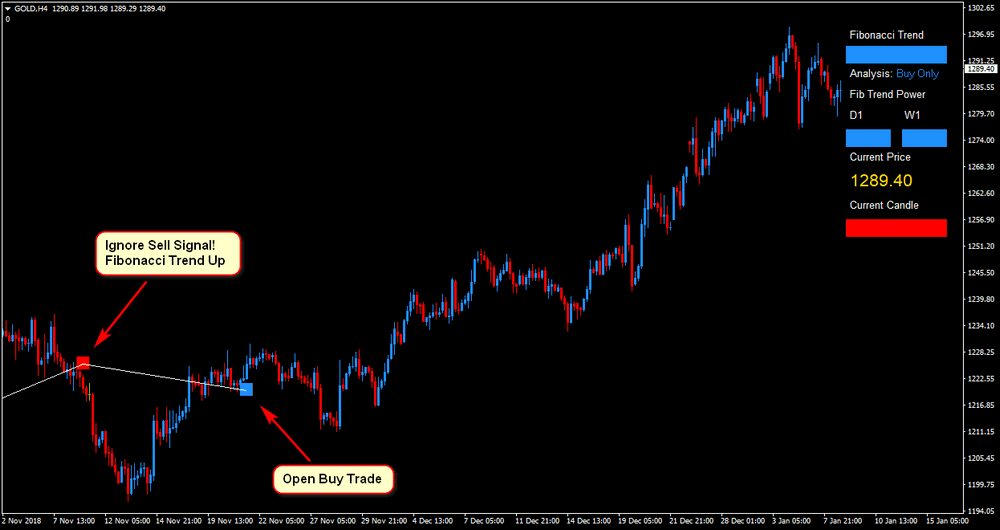 GOLD,H4 1290.89 1291.98 1289.29 1289.40
0
Fibonacci Trend
Analysis: Buy Only
Fib Trend Power
D1 W1
Current Price
1289.40
Current Candle
Ignore Sell Signal!
Fibonacci Trend Up
Open Buy Trade
1302.65
1296.95
1291.25
1289.40
1285.55
1279.70
1274.00
1268.30
1262.60
1256.90
1251.20
1245.50
1239.80
1234.10
1228.25
1222.55
1216.85
1211.15
1205.45
1199.75
1194.05
2 Nov 2018 7 Nov 13:00 12 Nov 05:00 14 Nov 21:00 19 Nov 13:00 22 Nov 05:00 27 Nov 05:00 29 Nov 21:00 4 Dec 13:00 7 Dec 05:00 11 Dec 21:00 14 Dec 13:00 19 Dec 05:00 21 Dec 21:00 28 Dec 01:00 3 Jan 05:00 7 Jan 21:00 10 Jan 13:00 15 Jan 05:00